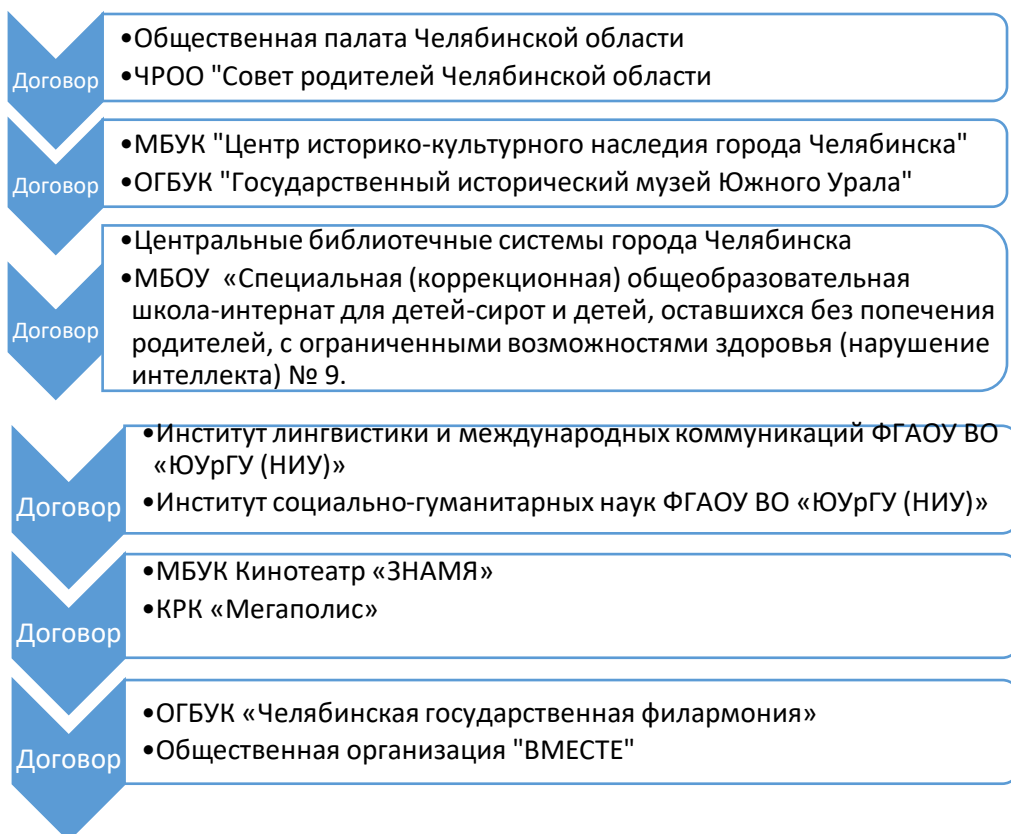 Договор
•Общественная палата Челябинской области
•ЧРОО "Совет родителей Челябинской области
Договор
•МБУК "Центр историко-культурного наследия города Челябинска"
•ОГБУК "Государственный исторический музей Южного Урала"
Договор
•Центральные библиотечные системы города Челябинска
•МБОУ «Специальная (коррекционная) общеобразовательная
школа-интернат для детей-сирот и детей, оставшихся без попечения
родителей, с ограниченными возможностями здоровья (нарушение
интеллекта) № 9.
Договор
•Институт лингвистики и международных коммуникаций ФГАОУ ВО
«ЮУрГУ (НИУ)»
•Институт социально-гуманитарных наук ФГАОУ ВО «ЮУрГУ (НИУ)»
Договор
•МБУК Кинотеатр «ЗНАМЯ»
•КРК «Мегаполис»
Договор
•ОГБУК «Челябинская государственная филармония»
•Общественная организация "ВМЕСТЕ"